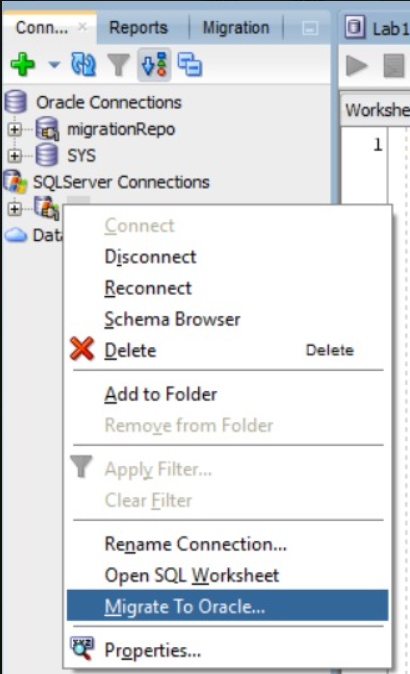 Conn...
Reports
Migration
Lab1
Oracle Connections
Workshe
migrationRepo
1
SYS
SQLServer Connections
Data
Connect
Disconnect
Reconnect
Schema Browser
Delete Delete
Add to Folder
Remove from Folder
Apply Filter...
Clear Filter
Rename Connection...
Open SQL Worksheet
Migrate To Oracle...
Properties...